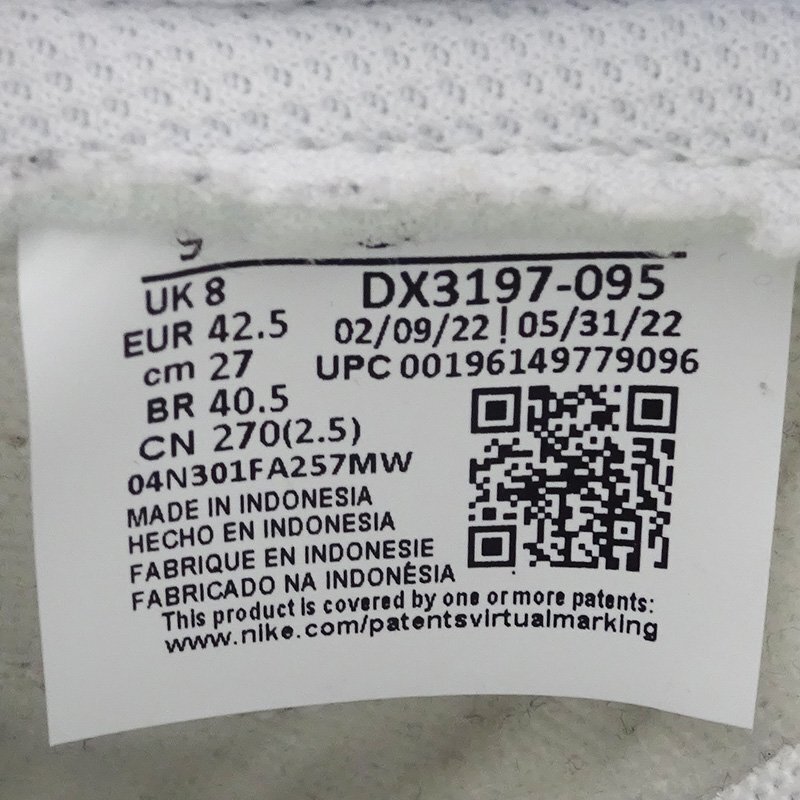 UK 8
EUR 42.5
cm 27
BR 40.5
CN 270(2.5)
DX3197-095
02/09/22 | 05/31/22
UPC 00196149779096
04N301FA257MW
MADE IN INDONESIA
HECHO EN INDONESIA
FABRIQUE EN INDONESIE
FABRICADO NA INDONÉSIA
This product is covered by one or more patents:
www.nike.com/patentsvirtualmarking